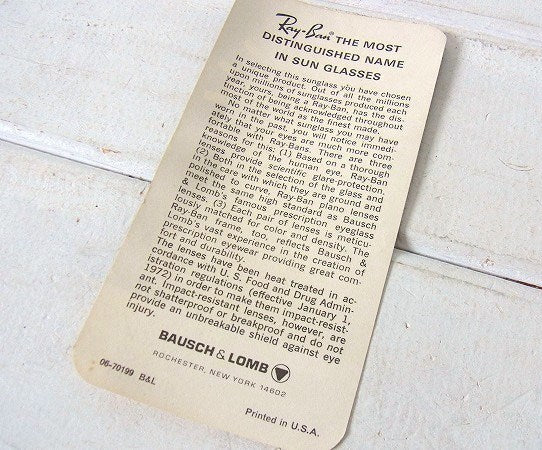 Ray-Ban® THE MOST
DISTINGUISHED NAME
IN SUN GLASSES
In selecting this sunglass you have chosen
a unique product. Out of all the millions
upon millions of sunglasses produced each
year, yours, being a Ray-Ban, has the dis-
tinction of being acknowledged throughout
most of the world as the finest made.
No matter what sunglass you may have
worn in the past, you will notice immedi-
ately that your eyes are much more com-
fortable with Ray-Bans. There are three
reasons for this: (1) Based on a thorough
knowledge of the human eye, Ray-Ban
lenses provide scientific glare-protection.
(2) Both in the selection of the glass and
in the care with which they are ground and
polished to curve, Ray-Ban plano lenses
meet the same high standard as Bausch
& Lomb's famous prescription eyeglass
lenses. (3) Each pair of lenses is meticu-
lously matched for color and density. The
Ray-Ban frame, too, reflects Bausch &
Lomb's vast experience in the creation of
prescription eyewear providing great com-
fort and durability.
The lenses have been heat treated in ac-
cordance with U. S. Food and Drug Admin-
istration regulations (effective January 1,
1972) in order to make them impact-resist-
ant. Impact-resistant lenses, however, are
not shatterproof or breakproof and do not
provide an unbreakable shield against eye
injury.
BAUSCH & LOMB
ROCHESTER, NEW YORK 14602
06-70199 B&L
Printed in U.S.A.